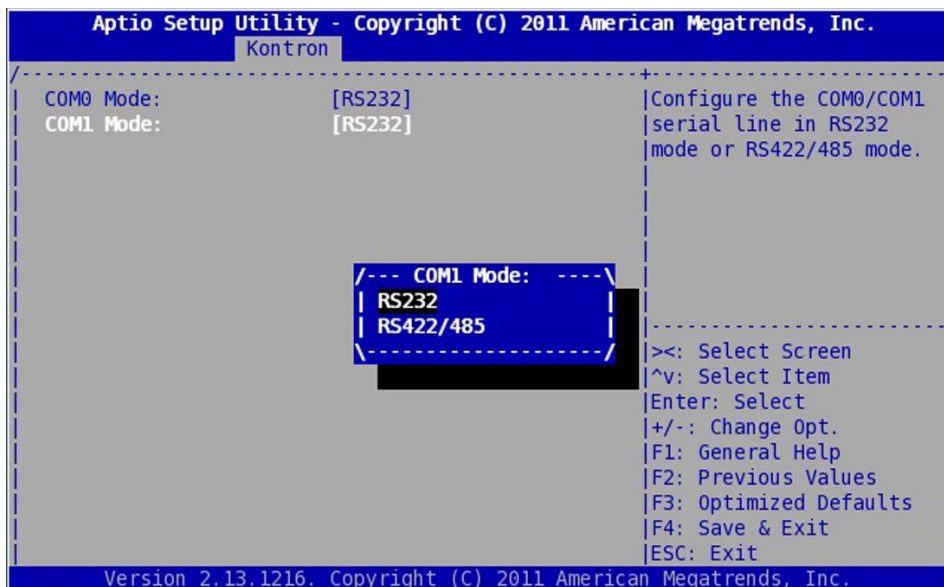 Aptio Setup Utility - Copyright (C) 2011 American Megatrends, Inc.
Kontron
COM0 Mode: [RS232]
COM1 Mode: [RS232]
Configure the COM0/COM1
serial line in RS232
mode or RS422/485 mode.
/--- COM1 Mode: ----\
RS232
RS422/485
><: Select Screen
^v: Select Item
Enter: Select
+/-: Change Opt.
F1: General Help
F2: Previous Values
F3: Optimized Defaults
F4: Save & Exit
ESC: Exit
Version 2.13.1216. Copyright (C) 2011 American Megatrends, Inc.